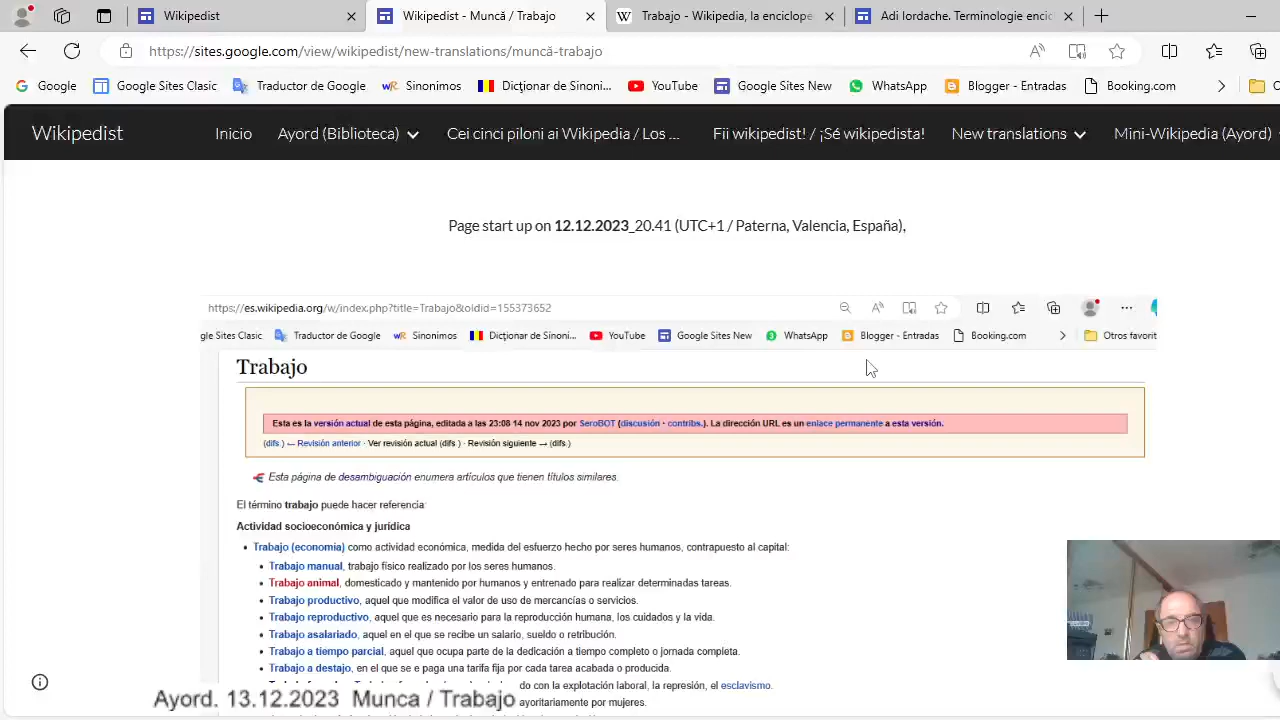 Wikipedist
Wikipedist - Muncă / Trabajo
Trabajo - Wikipedia, la enciclope
Adi Iordache. Terminologie encic
https://sites.google.com/view/wikipedist/new-translations/muncă-trabajo
Google
Google Sites Clasic
Traductor de Google
Sinonimos
Dicţionar de Sinoni...
YouTube
Google Sites New
WhatsApp
Blogger - Entradas
Booking.com
Wikipedist
Inicio
Ayord (Biblioteca)
Cei cinci piloni ai Wikipedia / Los ...
Fii wikipedist! / ¡Sé wikipedista!
New translations
Mini-Wikipedia (Ayord)
Page start up on 12.12.2023_20.41 (UTC+1 / Paterna, Valencia, España),
https://es.wikipedia.org/w/index.php?title=Trabajo&oldid=155373652
gle Sites Clasic
Traductor de Google
Sinonimos
Dicţionar de Sinoni...
YouTube
Google Sites New
WhatsApp
Blogger - Entradas
Booking.com
Otros favorit
Trabajo
Esta es la versión actual de esta página, editada a las 23:08 14 nov 2023 por SeroBOT (discusión · contribs.). La dirección URL es un enlace permanente a esta versión.
(difs.) ← Revisión anterior · Ver revisión actual (difs.) · Revisión siguiente → (difs.)
Esta página de desambiguación enumera artículos que tienen títulos similares.
El término trabajo puede hacer referencia:
Actividad socioeconómica y jurídica
Trabajo (economía) como actividad económica, medida del esfuerzo hecho por seres humanos, contrapuesto al capital:
Trabajo manual, trabajo físico realizado por los seres humanos.
Trabajo animal, domesticado y mantenido por humanos y entrenado para realizar determinadas tareas.
Trabajo productivo, aquel que modifica el valor de uso de mercancías o servicios.
Trabajo reproductivo, aquel que es necesario para la reproducción humana, los cuidados y la vida.
Trabajo asalariado, aquel en el que se recibe un salario, sueldo o retribución.
Trabajo a tiempo parcial, aquel que ocupa parte de la dedicación a tiempo completo o jornada completa.
Trabajo a destajo, en el que se e paga una tarifa fija por cada tarea acabada o producida.
do con la explotación laboral, la represión, el esclavismo.
Ayord. 13.12.2023 Munca / Trabajo
ayoritariamente por mujeres.